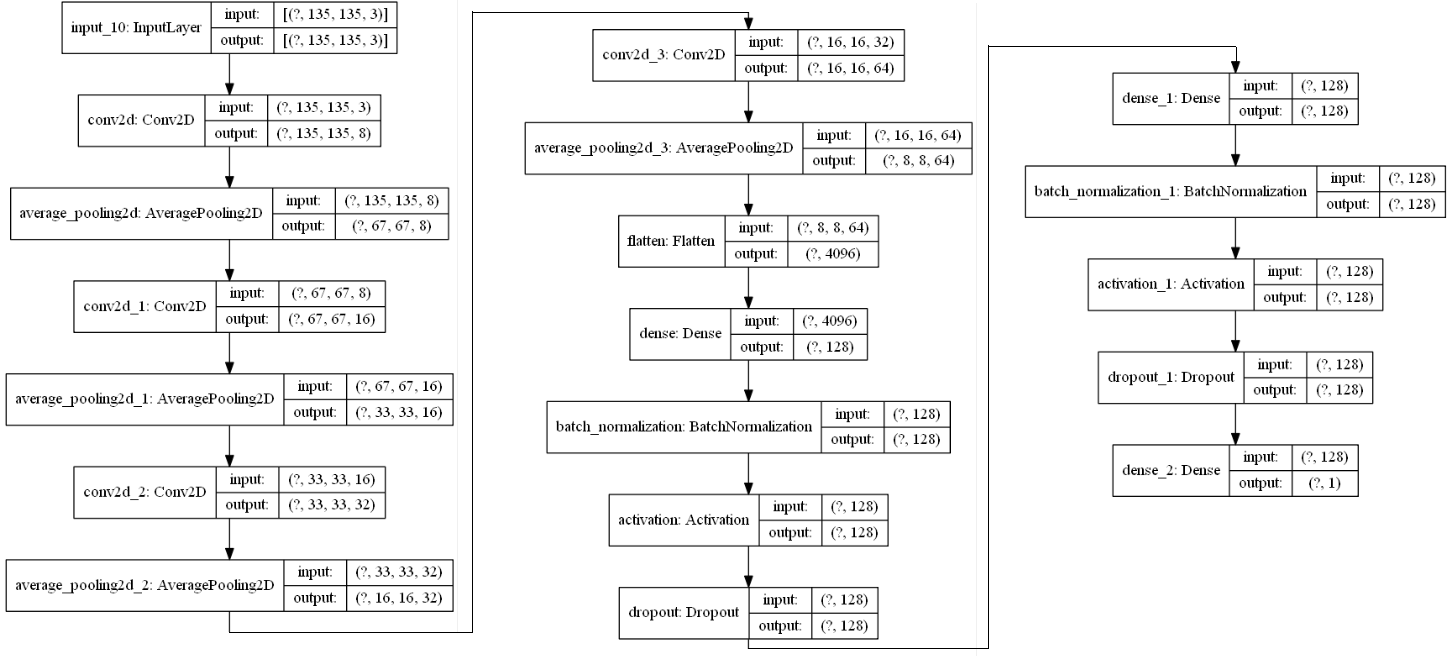 input_10: InputLayer
input: [(?, 135, 135, 3)]
output: [(?, 135, 135, 3)]
conv2d: Conv2D
input: (?, 135, 135, 3)
output: (?, 135, 135, 8)
average_pooling2d: AveragePooling2D
input: (?, 135, 135, 8)
output: (?, 67, 67, 8)
conv2d_1: Conv2D
input: (?, 67, 67, 8)
output: (?, 67, 67, 16)
average_pooling2d_1: AveragePooling2D
input: (?, 67, 67, 16)
output: (?, 33, 33, 16)
conv2d_2: Conv2D
input: (?, 33, 33, 16)
output: (?, 33, 33, 32)
average_pooling2d_2: AveragePooling2D
input: (?, 33, 33, 32)
output: (?, 16, 16, 32)
conv2d_3: Conv2D
input: (?, 16, 16, 32)
output: (?, 16, 16, 64)
average_pooling2d_3: AveragePooling2D
input: (?, 16, 16, 64)
output: (?, 8, 8, 64)
flatten: Flatten
input: (?, 8, 8, 64)
output: (?, 4096)
dense: Dense
input: (?, 4096)
output: (?, 128)
batch_normalization: BatchNormalization
input: (?, 128)
output: (?, 128)
activation: Activation
input: (?, 128)
output: (?, 128)
dropout: Dropout
input: (?, 128)
output: (?, 128)
dense_1: Dense
input: (?, 128)
output: (?, 128)
batch_normalization_1: BatchNormalization
input: (?, 128)
output: (?, 128)
activation_1: Activation
input: (?, 128)
output: (?, 128)
dropout_1: Dropout
input: (?, 128)
output: (?, 128)
dense_2: Dense
input: (?, 128)
output: (?, 1)